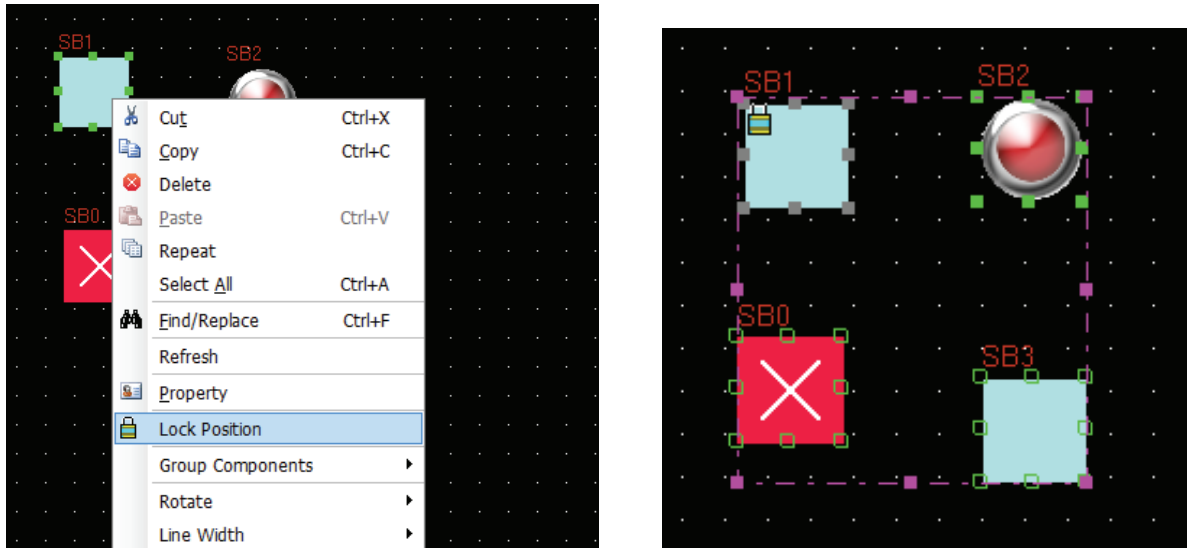 SB1
SB2
Cut Ctrl+X
Copy Ctrl+C
Delete
SB0
Paste Ctrl+V
Repeat
Select All Ctrl+A
Find/Replace Ctrl+F
Refresh
Property
Lock Position
Group Components
Rotate
Line Width
SB1
SB2
SB0
SB3